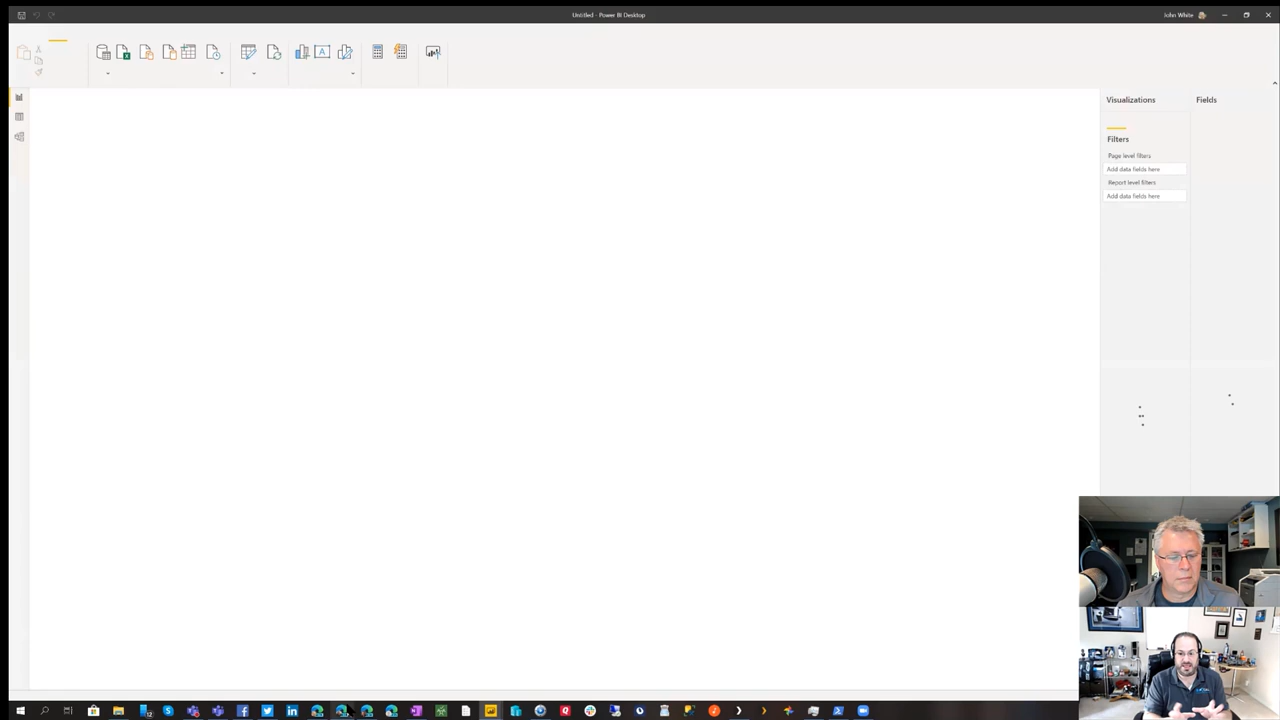 Untitled - Power BI Desktop
John White
Visualizations
Fields
Filters
Page level filters
Add data fields here
Report level filters
Add data fields here